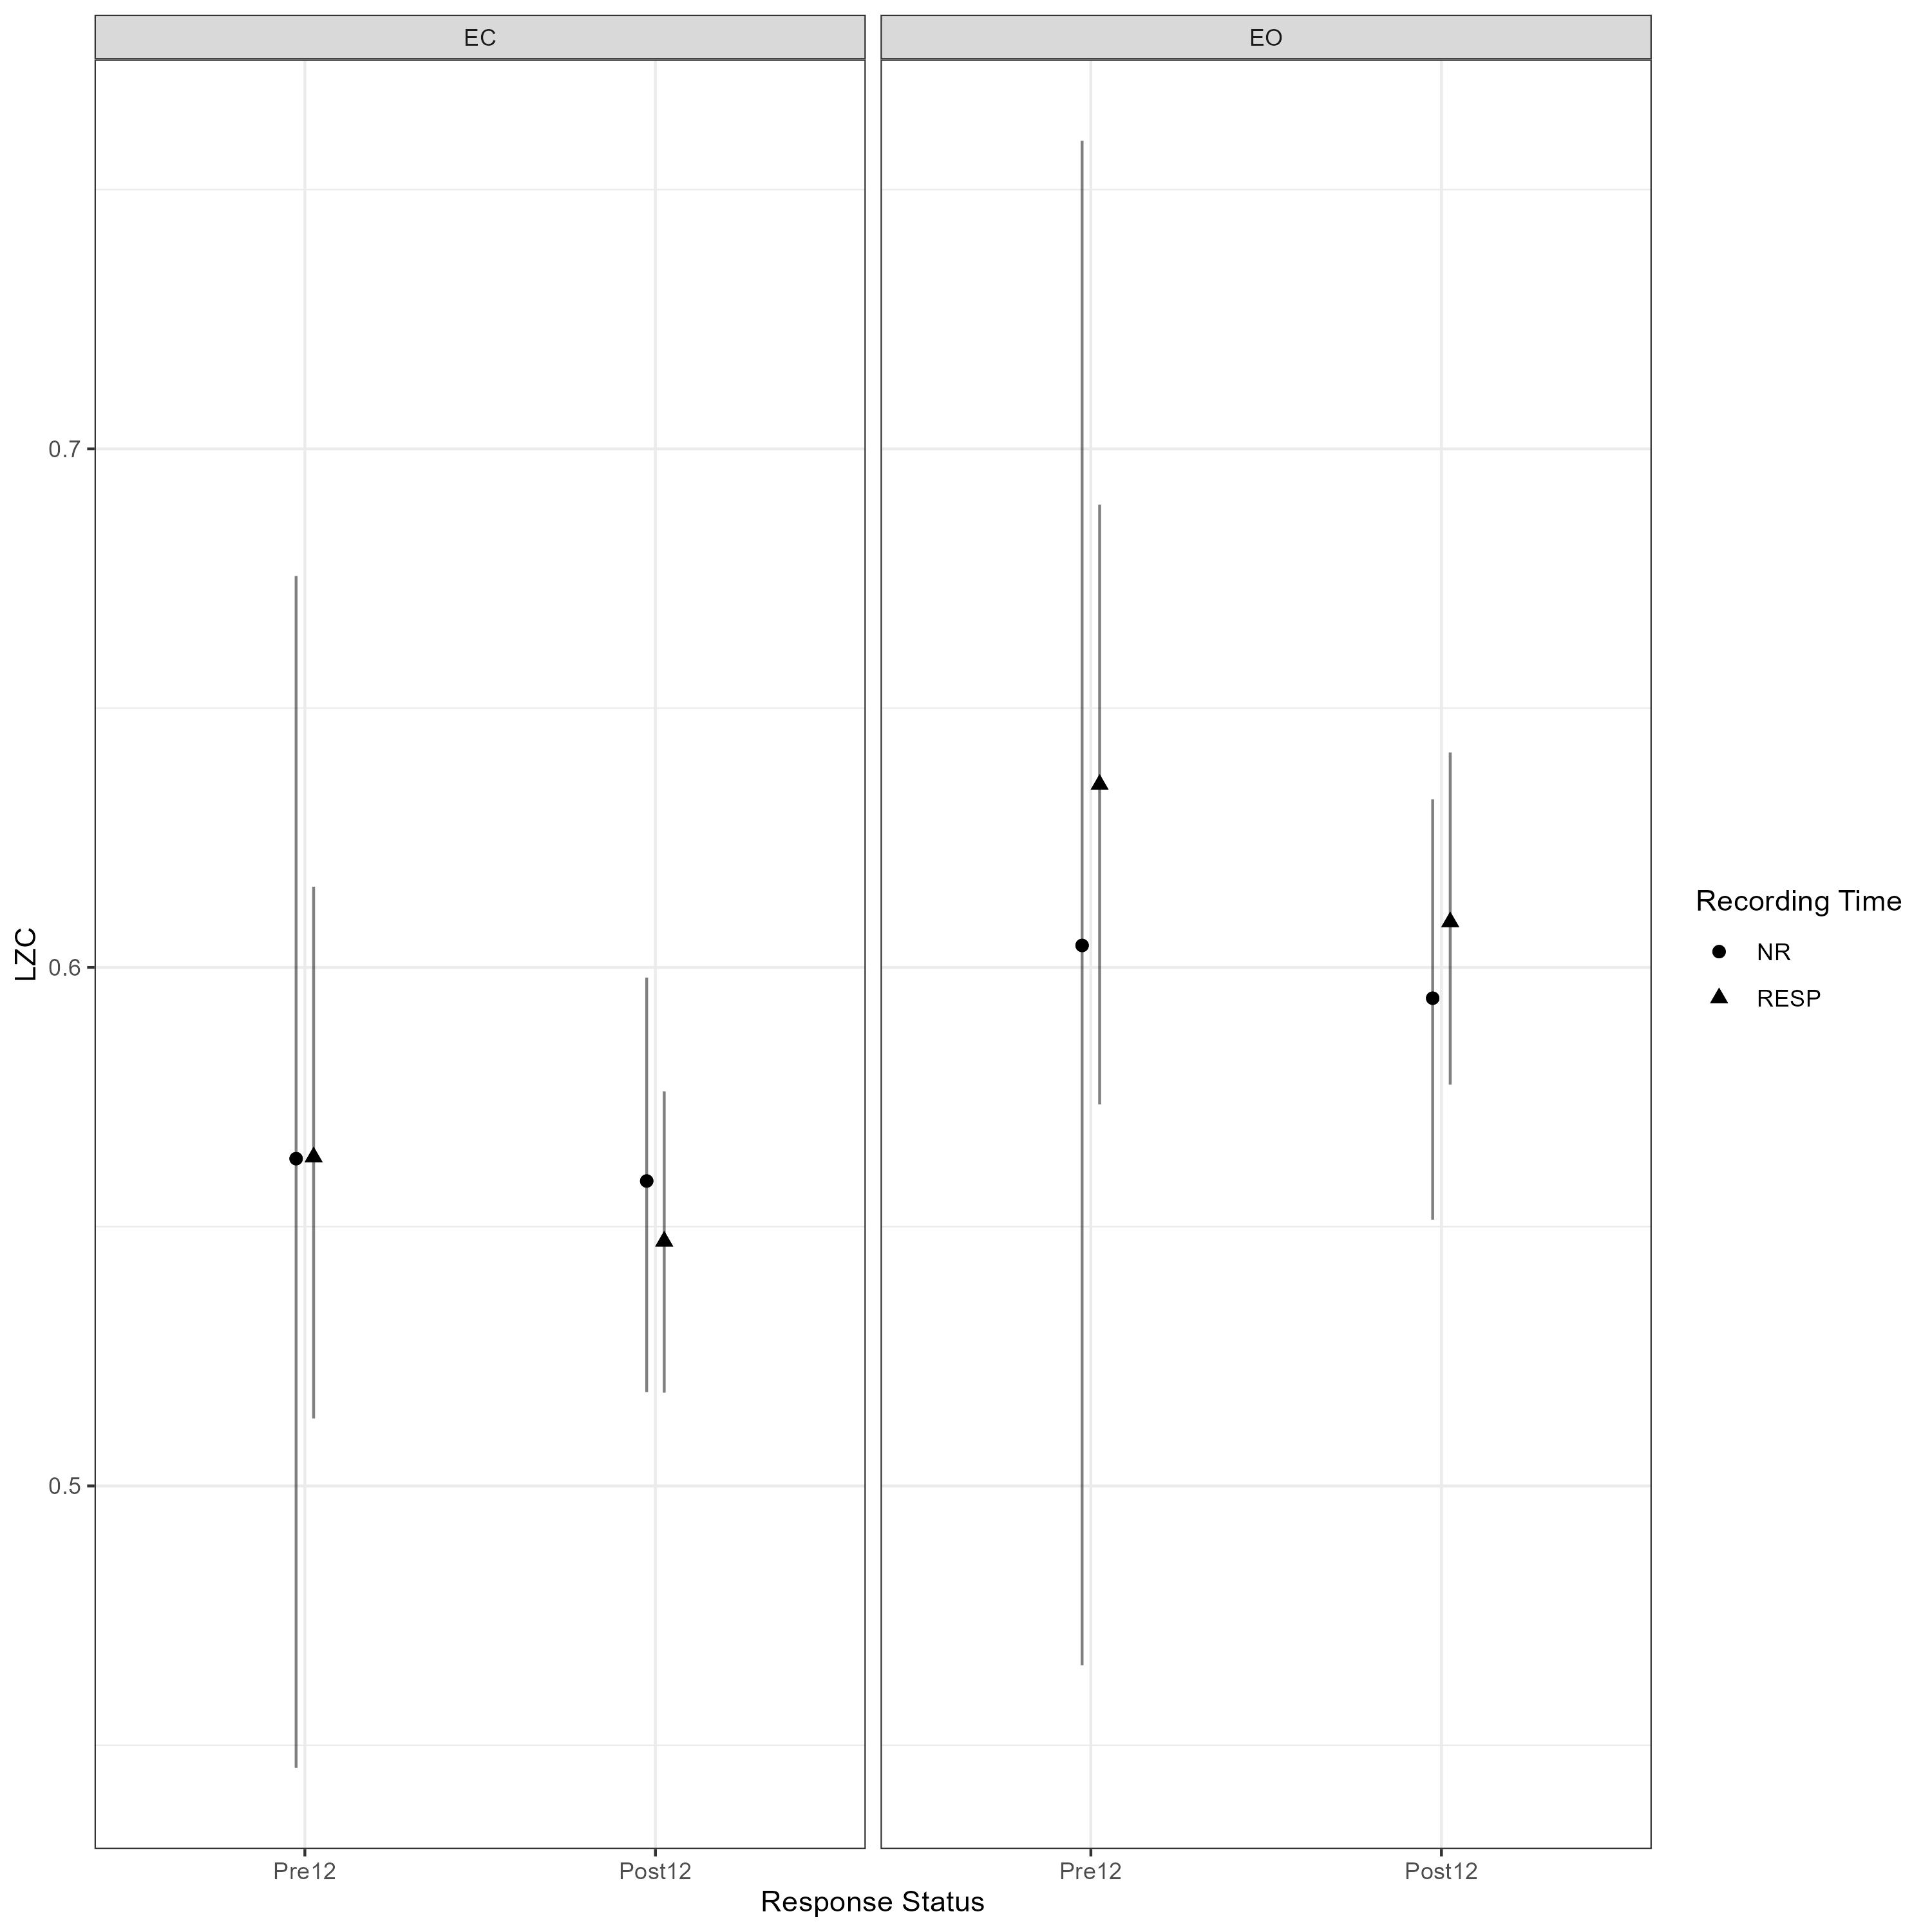 EC
EO
LZC
0.7
0.6
0.5
Pre12
Post12
Pre12
Post12
Response Status
Recording Time
NR
RESP